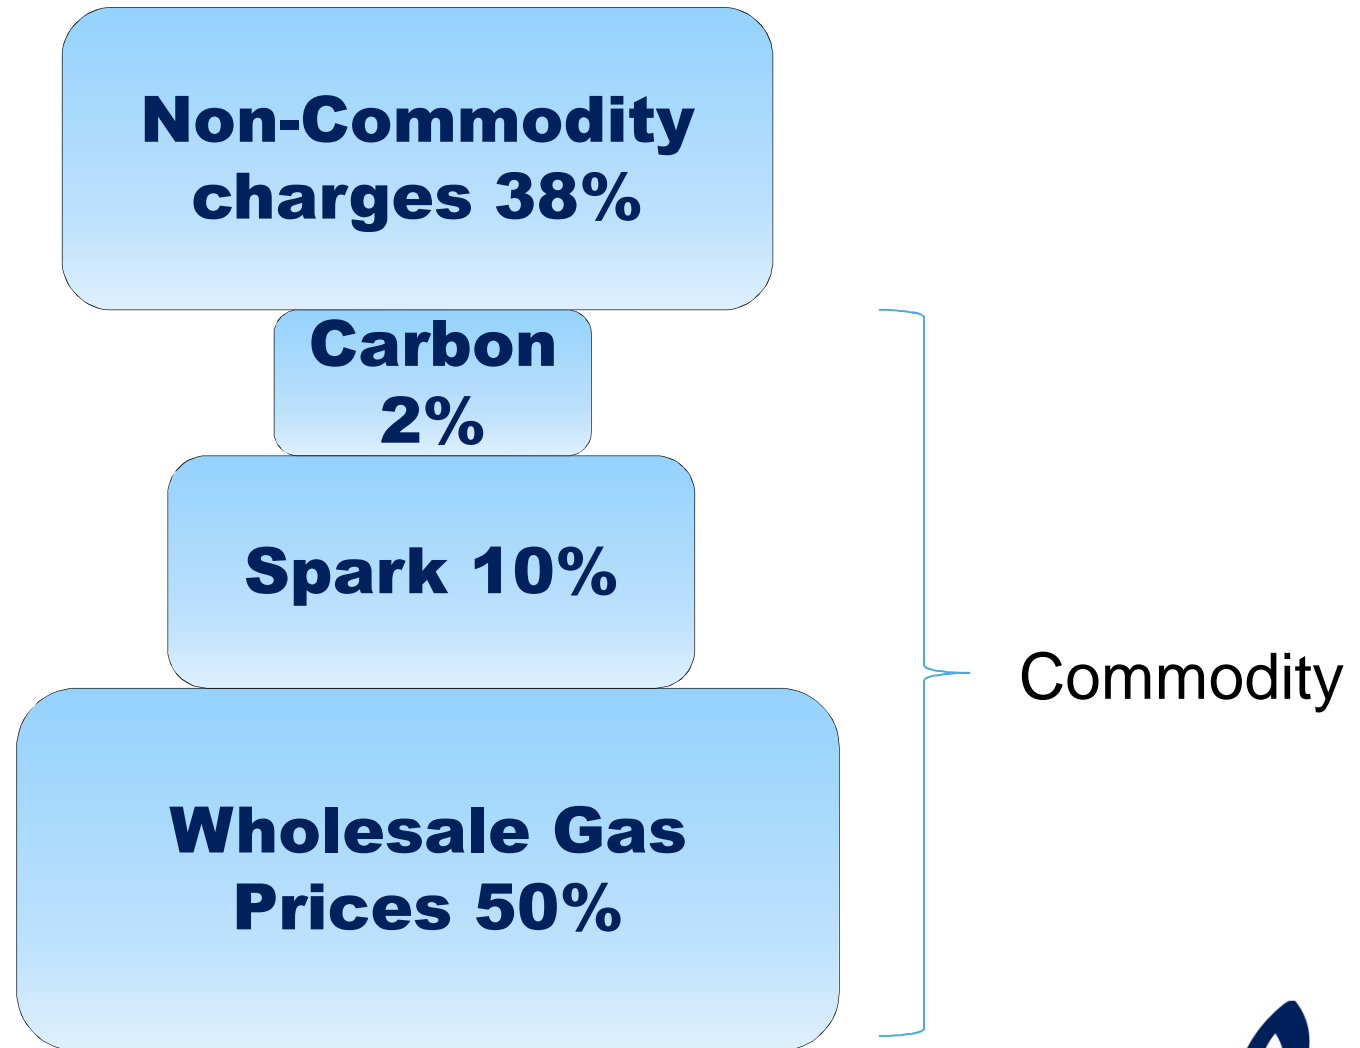 Non-Commodity
charges 38%
Carbon
2%
Spark 10%
Commodity
Wholesale Gas
Prices 50%